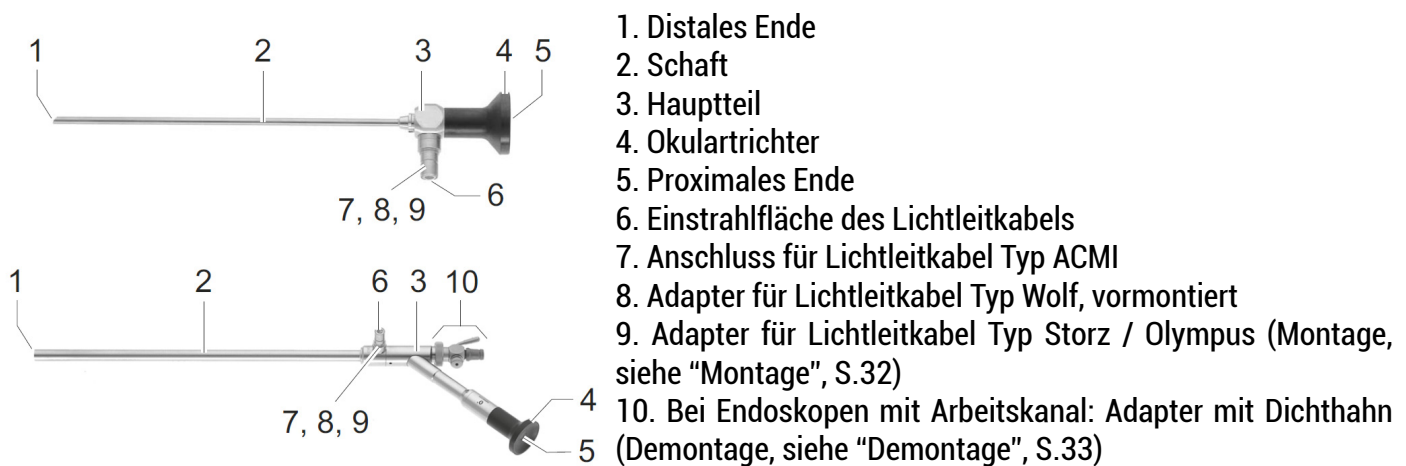 1 2 3 4 5
6
7, 8, 9
1 2 6 3 10
7, 8, 9
4
5
1. Distales Ende
2. Schaft
3. Hauptteil
4. Okulartrichter
5. Proximales Ende
6. Einstrahlfläche des Lichtleitkabels
7. Anschluss für Lichtleitkabel Typ ACMI
8. Adapter für Lichtleitkabel Typ Wolf, vormontiert
9. Adapter für Lichtleitkabel Typ Storz / Olympus (Montage,
siehe “Montage”, S.32)
10. Bei Endoskopen mit Arbeitskanal: Adapter mit Dichthahn
(Demontage, siehe “Demontage”, S.33)